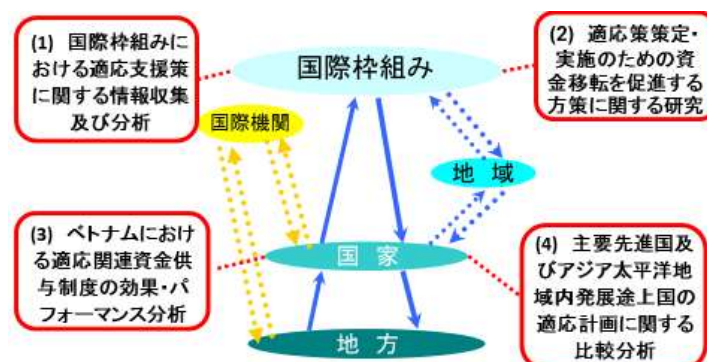 (1) 国際枠組みに
おける適応支援策
に関する情報収集
及び分析
国際枠組み
(2) 適応策策定・
実施のための資
金移転を促進する
方策に関する研究
国際機関
地 域
(3) ベトナムにおけ
る適応関連資金供
与制度の効果・パ
フォーマンス分析
国 家
(4) 主要先進国及
びアジア太平洋地
域内発展途上国の
適応計画に関する
比較分析
地 方